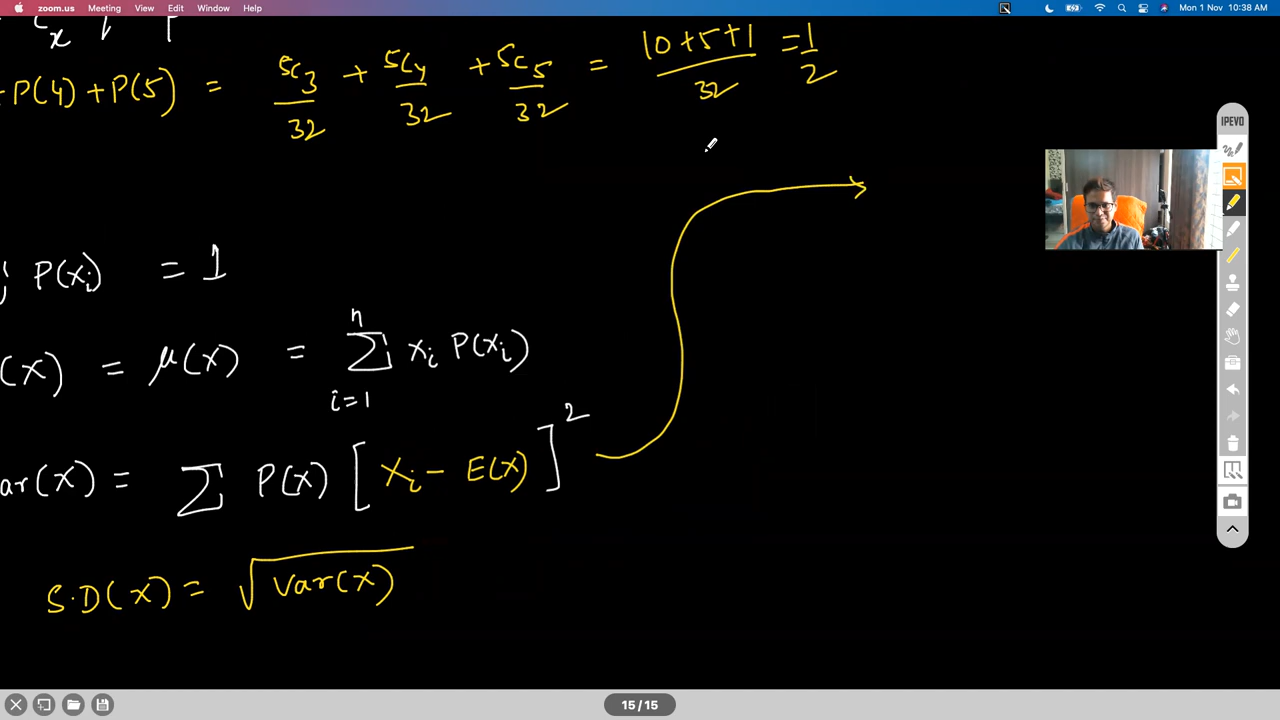 zoom.us Meeting View Edit Window Help Mon 1 Nov 10:38 AM
+P(4) + P(5) = 5C3/32 + 5C4/32 + 5C5/32 = 10+5+1/32 = 1/2
IPEVO
P(xi) = 1
(X) = μ(X) = n∑i=1 xi P(xi)
ar(X) = ∑ P(X) [xi - E(X)]²
S.D(X) = √Var(X)
15/15